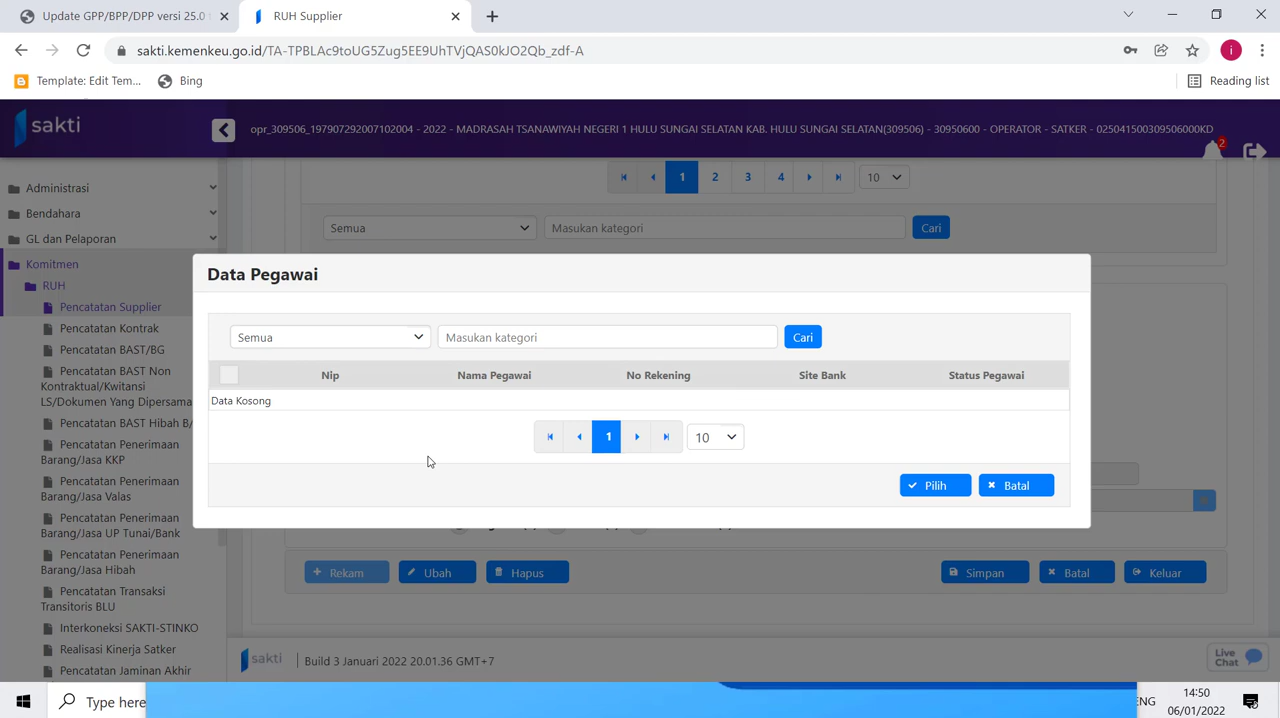 Update GPP/BPP/DPP versi 25.0
RUH Supplier
sakti.kemenkeu.go.id/TA-TPBLAc9toUG5Zug5EE9UhTVjQAS0kJO2Qb_zdf-A
i
Template: Edit Tem...
Bing
Reading list
sakti
opr_309506_197907292007102004 - 2022 - MADRASAH TSANAWIYAH NEGERI 1 HULU SUNGAI SELATAN KAB. HULU SUNGAI SELATAN(309506) - 30950600 - OPERATOR - SATKER - 025041500309506000KD
2
Administrasi
Bendahara
GL dan Pelaporan
Komitmen
RUH
Pencatatan Supplier
Pencatatan Kontrak
Pencatatan BAST/BG
Pencatatan BAST Non
Kontraktual/Kwitansi
LS/Dokumen Yang Dipersama
Pencatatan BAST Hibah B/
Pencatatan Penerimaan
Barang/Jasa KKP
Pencatatan Penerimaan
Barang/Jasa Valas
Pencatatan Penerimaan
Barang/Jasa UP Tunai/Bank
Pencatatan Penerimaan
Barang/Jasa Hibah
Pencatatan Transaksi
Transitoris BLU
Interkoneksi SAKTI-STINKO
Realisasi Kinerja Satker
Pencatatan Jaminan Akhir
1 2 3 4 10
Semua Masukan kategori Cari
Data Pegawai
Semua Masukan kategori Cari
Nip Nama Pegawai No Rekening Site Bank Status Pegawai
Data Kosong
1 10
Pilih Batal
Rekam Ubah Hapus Simpan Batal Keluar
sakti Build 3 Januari 2022 20.01.36 GMT+7
Live
Chat
Type here
ENG
14:50
06/01/2022